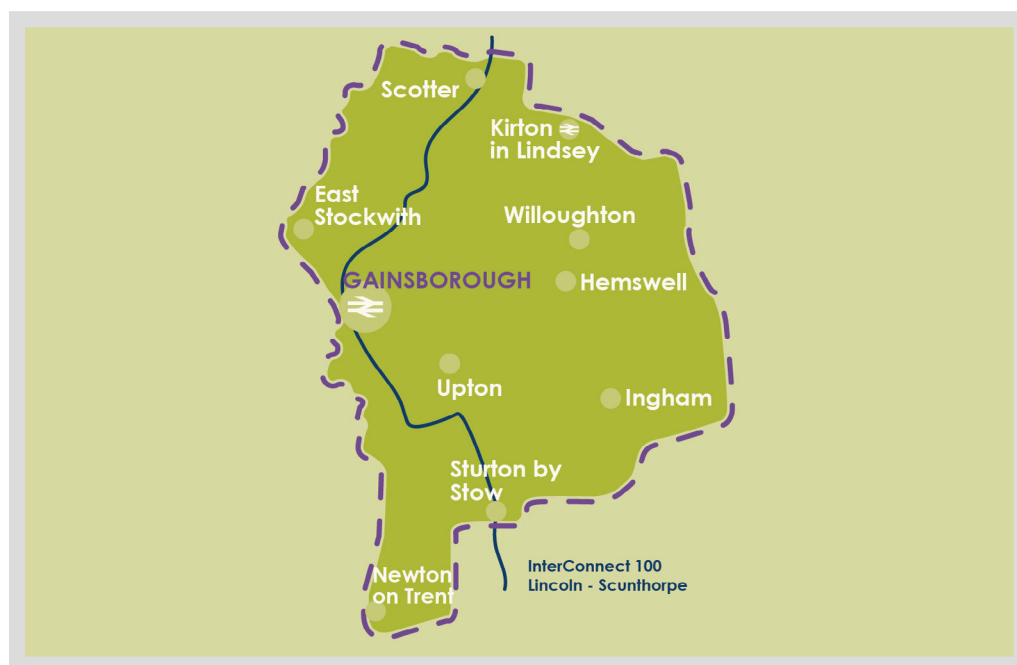 Scotter
Kirton
in Lindsey
East
Stockwith
Willoughton
GAINSBOROUGH
Hemswell
Upton
Ingham
Sturton by
Stow
InterConnect 100
Lincoln - Scunthorpe
Newton
on Trent